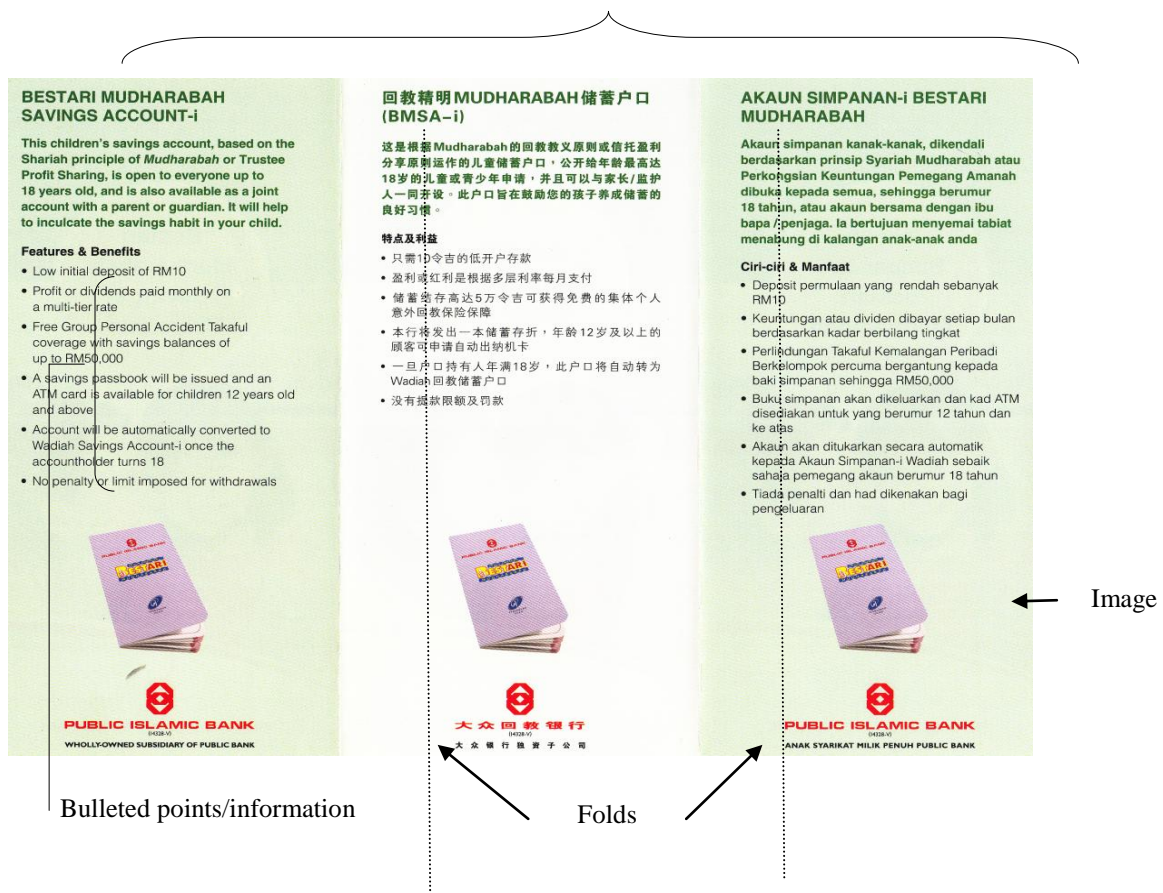 BESTARI MUDHARABAH
SAVINGS ACCOUNT-i
This children's savings account, based on the
Shariah principle of Mudharabah or Trustee
Profit Sharing, is open to everyone up to
18 years old, and is also available as a joint
account with a parent or guardian. It will help
to inculcate the savings habit in your child.
Features & Benefits
• Low initial deposit of RM10
• Profit or dividends paid monthly on
a multi-tier rate
• Free Group Personal Accident Takaful
coverage with savings balances of
up to RM50,000
• A savings passbook will be issued and an
ATM card is available for children 12 years old
and above
• Account will be automatically converted to
Wadiah Savings Account-i once the
accountholder turns 18
• No penalty or limit imposed for withdrawals
PUBLIC ISLAMIC BANK
BESTARI
PUBLIC ISLAMIC BANK
(14328-V)
WHOLLY-OWNED SUBSIDIARY OF PUBLIC BANK
回教精明MUDHARABAH储蓄户口
(BMSA-i)
这是根据Mudharabah的回教教义原则或信托盈利
分享原则运作的儿童储蓄户口，公开给年龄最高达
18岁的儿童或青少年申请，并且可以与家长/监护
人一同开设。此户口旨在鼓励您的孩子养成储蓄的
良好习惯。
特点及利益
• 只需10令吉的低开户存款
• 盈利或红利是根据多层利率每月支付
• 储蓄结存高达5万令吉可获得免费的集体个人
意外回教保险保障
• 本行将发出一本储蓄存折，年龄12岁及以上的
顾客可申请自动出纳机卡
• 一旦户口持有人年满18岁，此户口将自动转为
Wadiah回教储蓄户口
• 没有提款限额及罚款
PUBLIC ISLAMIC BANK
BESTARI
大众回教银行
(14328-V)
大众银行独资子公司
AKAUN SIMPANAN-i BESTARI
MUDHARABAH
Akaun simpanan kanak-kanak, dikendali
berdasarkan prinsip Syariah Mudharabah atau
Perkongsian Keuntungan Pemegang Amanah
dibuka kepada semua, sehingga berumur
18 tahun, atau akaun bersama dengan ibu
bapa / penjaga. Ia bertujuan menyemai tabiat
menabung di kalangan anak-anak anda
Ciri-ciri & Manfaat
• Deposit permulaan yang rendah sebanyak
RM10
• Keuntungan atau dividen dibayar setiap bulan
berdasarkan kadar berbilang tingkat
• Perlindungan Takaful Kemalangan Peribadi
Berkelompok percuma bergantung kepada
baki simpanan sehingga RM50,000
• Buku simpanan akan dikeluarkan dan kad ATM
disediakan untuk yang berumur 12 tahun dan
ke atas
• Akaun akan ditukarkan secara automatik
kepada Akaun Simpanan-i Wadiah sebaik
sahaja pemegang akaun berumur 18 tahun
• Tiada penalti dan had dikenakan bagi
pengeluaran
PUBLIC ISLAMIC BANK
BESTARI
PUBLIC ISLAMIC BANK
(14328-V)
ANAK SYARIKAT MILIK PENUH PUBLIC BANK
Image
Bulleted points/information
Folds